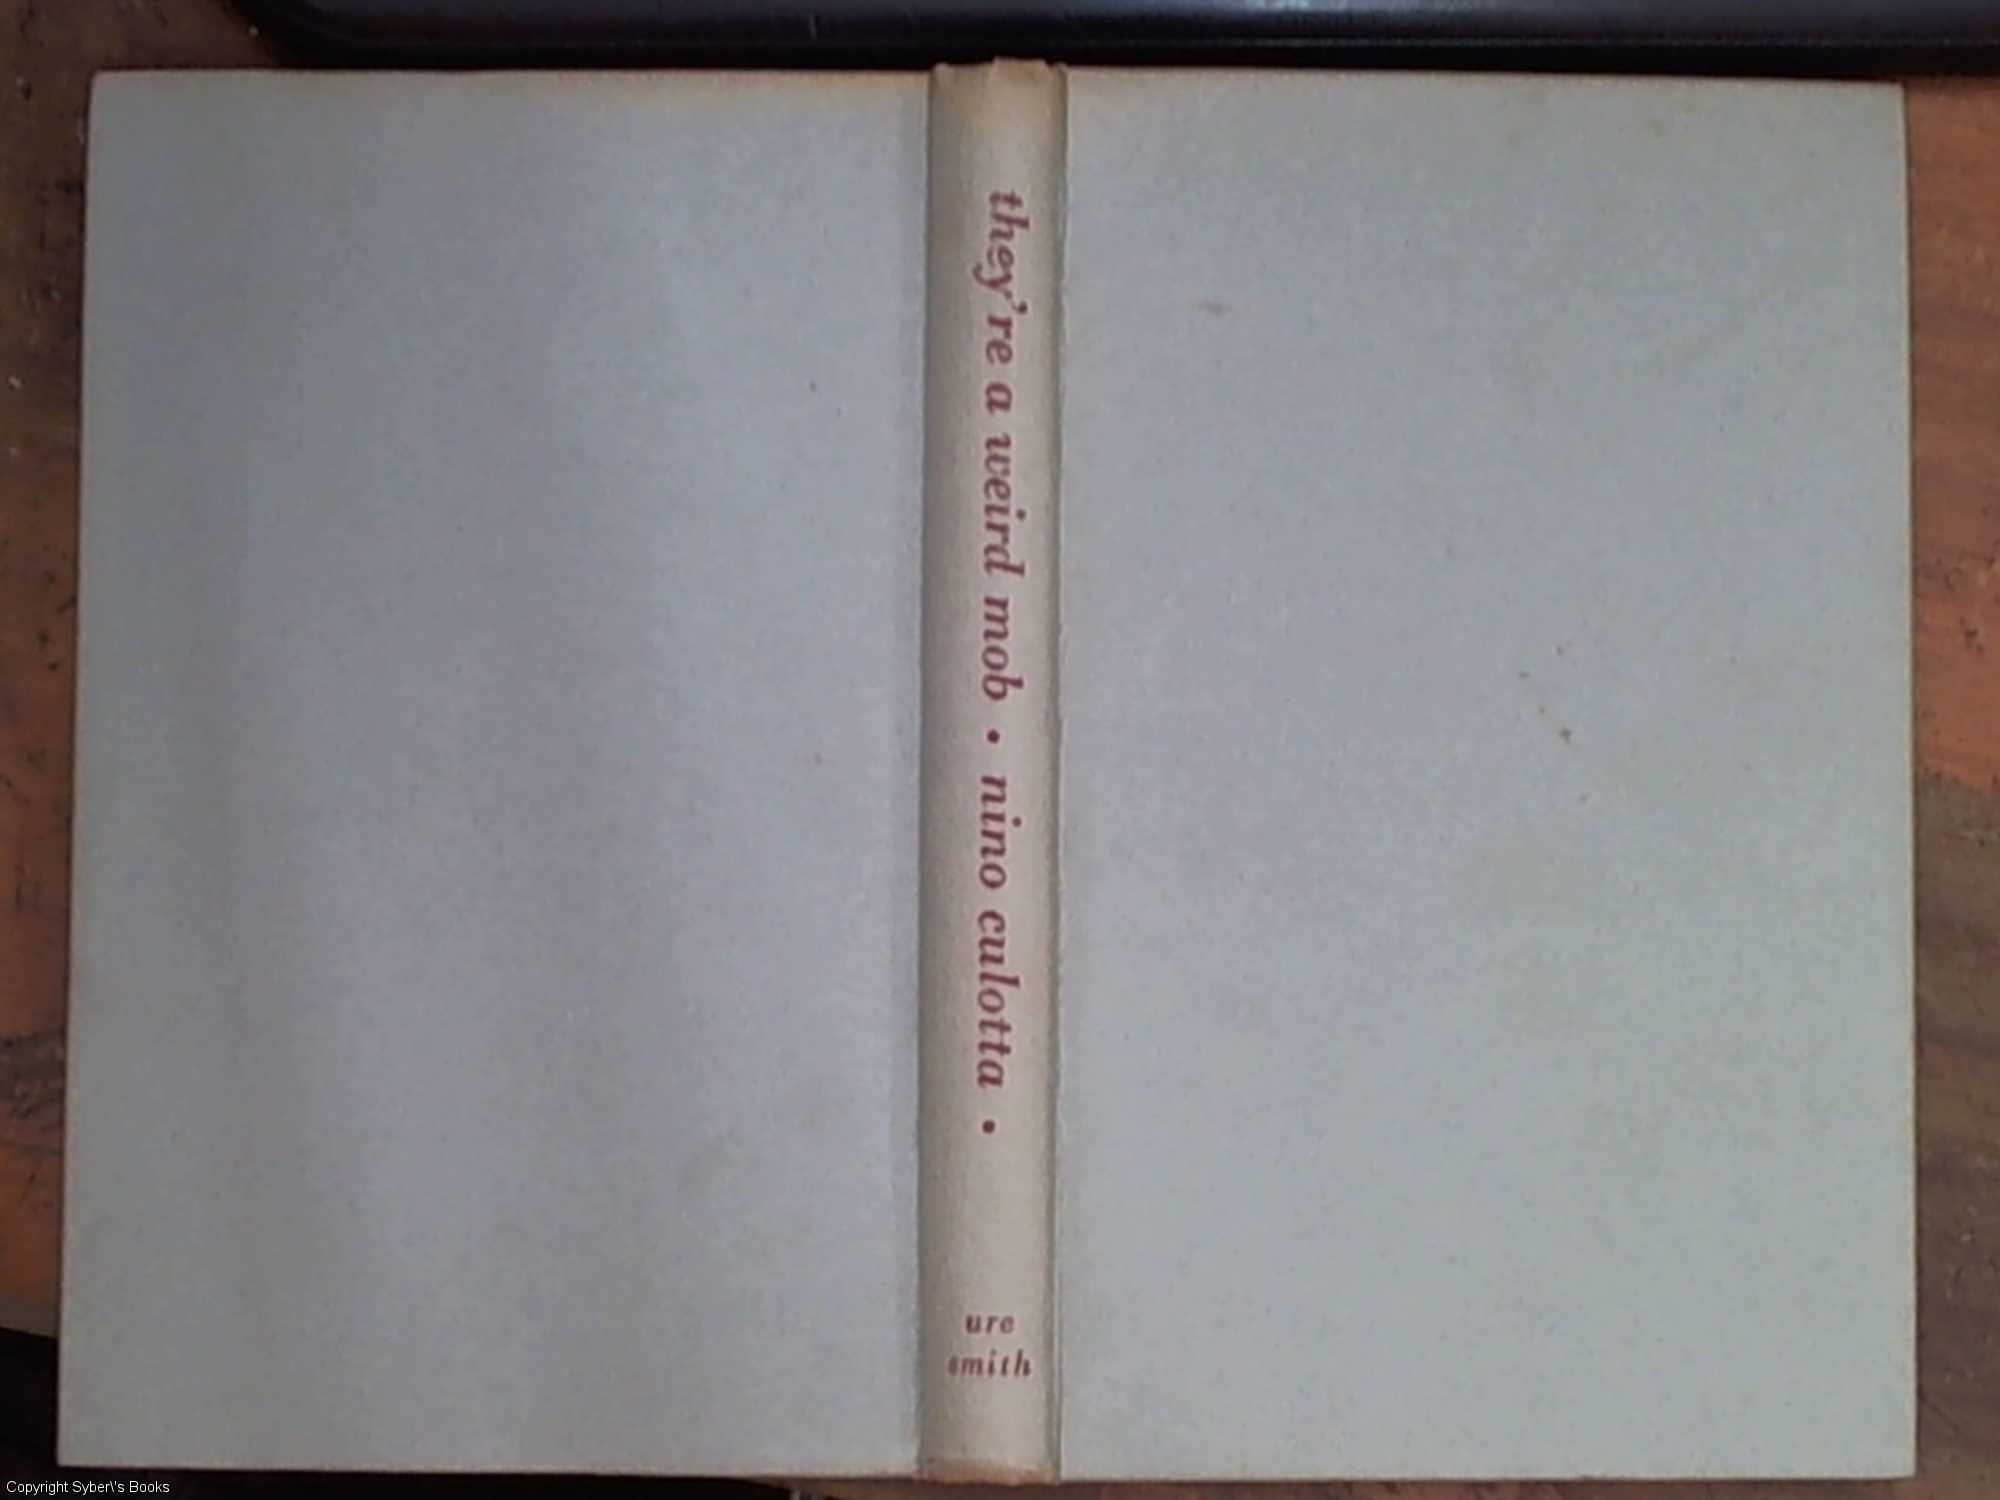 they're a weird mob • nino culotta •
ure
smith
Copyright Syber\'s Books